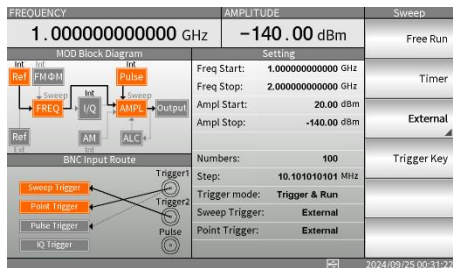 FREQUENCY
AMPLITUDE
Sweep
1.000000000000 GHz
-140.00 dBm
Free Run
MOD Block Diagram
Setting
Int
Int
Ref
FMΦM
Pulse
Sweep
Int
Sweep
FREQ
I/Q
AMPL
Output
Ref
AM
ALC
Ext
Int
Freq Start: 1.000000000000 GHz
Freq Stop: 2.000000000000 GHz
Ampl Start: 20.00 dBm
Ampl Stop: -140.00 dBm
Timer
External
Trigger Key
BNC Input Route
Numbers: 100
Step: 10.101010101 MHz
Trigger mode: Trigger & Run
Sweep Trigger: External
Point Trigger: External
Trigger1
Sweep Trigger
Point Trigger
Trigger2
Pulse Trigger
Pulse
IQ Trigger
2024/09/25 00:31:22